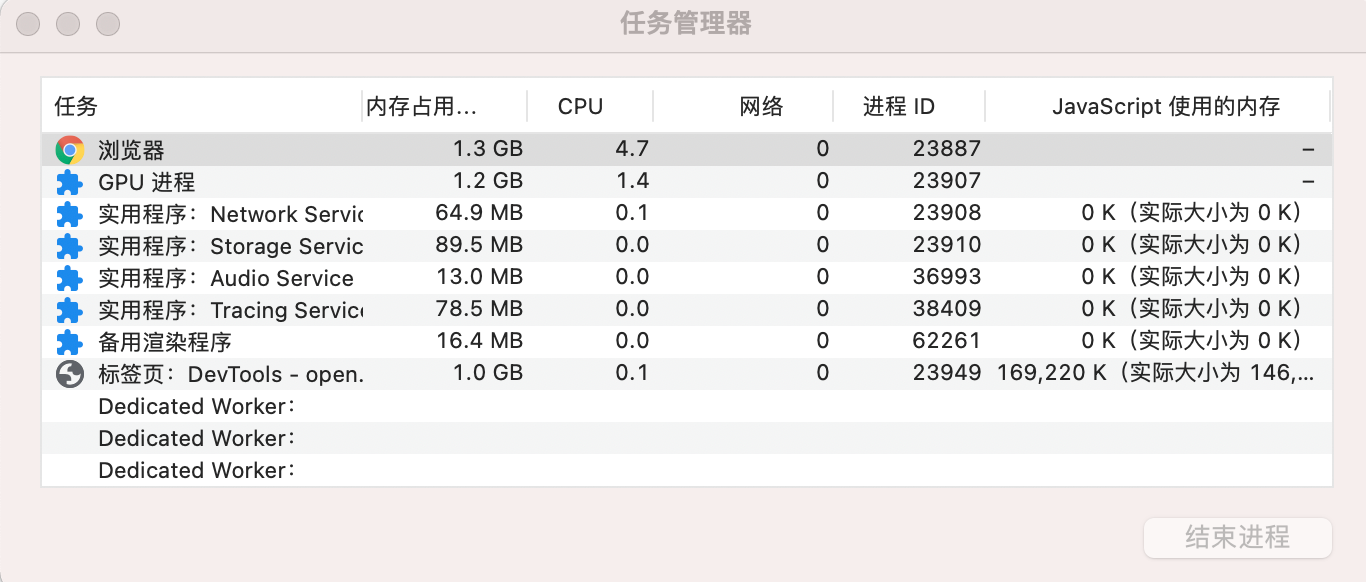 任务管理器
任务 内存占用… CPU 网络 进程 ID JavaScript 使用的内存
浏览器 1.3 GB 4.7 0 23887 –
GPU 进程 1.2 GB 1.4 0 23907 –
实用程序：Network Servic 64.9 MB 0.1 0 23908 0 K（实际大小为 0 K）
实用程序：Storage Servic 89.5 MB 0.0 0 23910 0 K（实际大小为 0 K）
实用程序：Audio Service 13.0 MB 0.0 0 36993 0 K（实际大小为 0 K）
实用程序：Tracing Service 78.5 MB 0.0 0 38409 0 K（实际大小为 0 K）
备用渲染程序 16.4 MB 0.0 0 62261 0 K（实际大小为 0 K）
标签页：DevTools - open. 1.0 GB 0.1 0 23949 169,220 K（实际大小为 146,…
Dedicated Worker：
Dedicated Worker：
Dedicated Worker：
结束进程